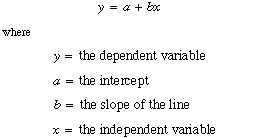 y = a + bx
where
y = the dependent variable
a = the intercept
b = the slope of the line
x = the independent variable